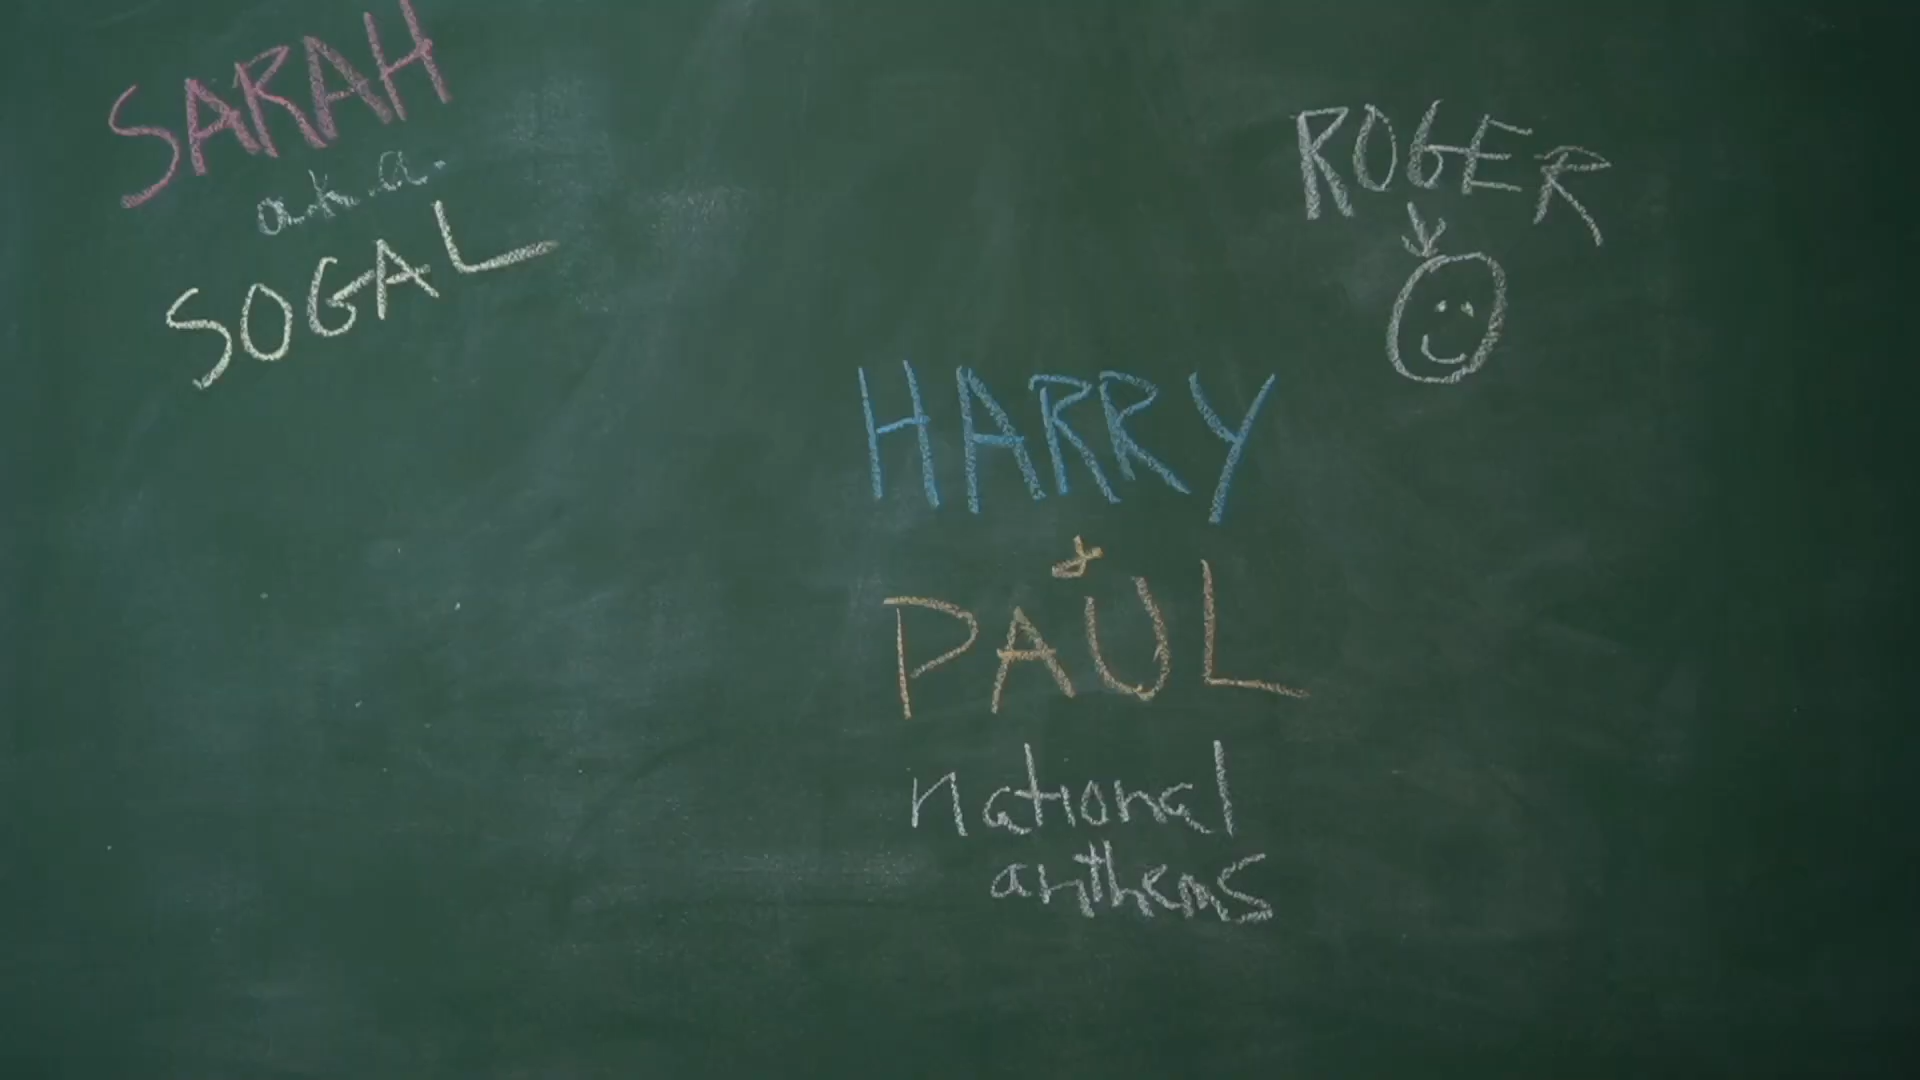 SARAH
a.k.a.
SOGAL
ROGER
HARRY
&
PAUL
national
anthems